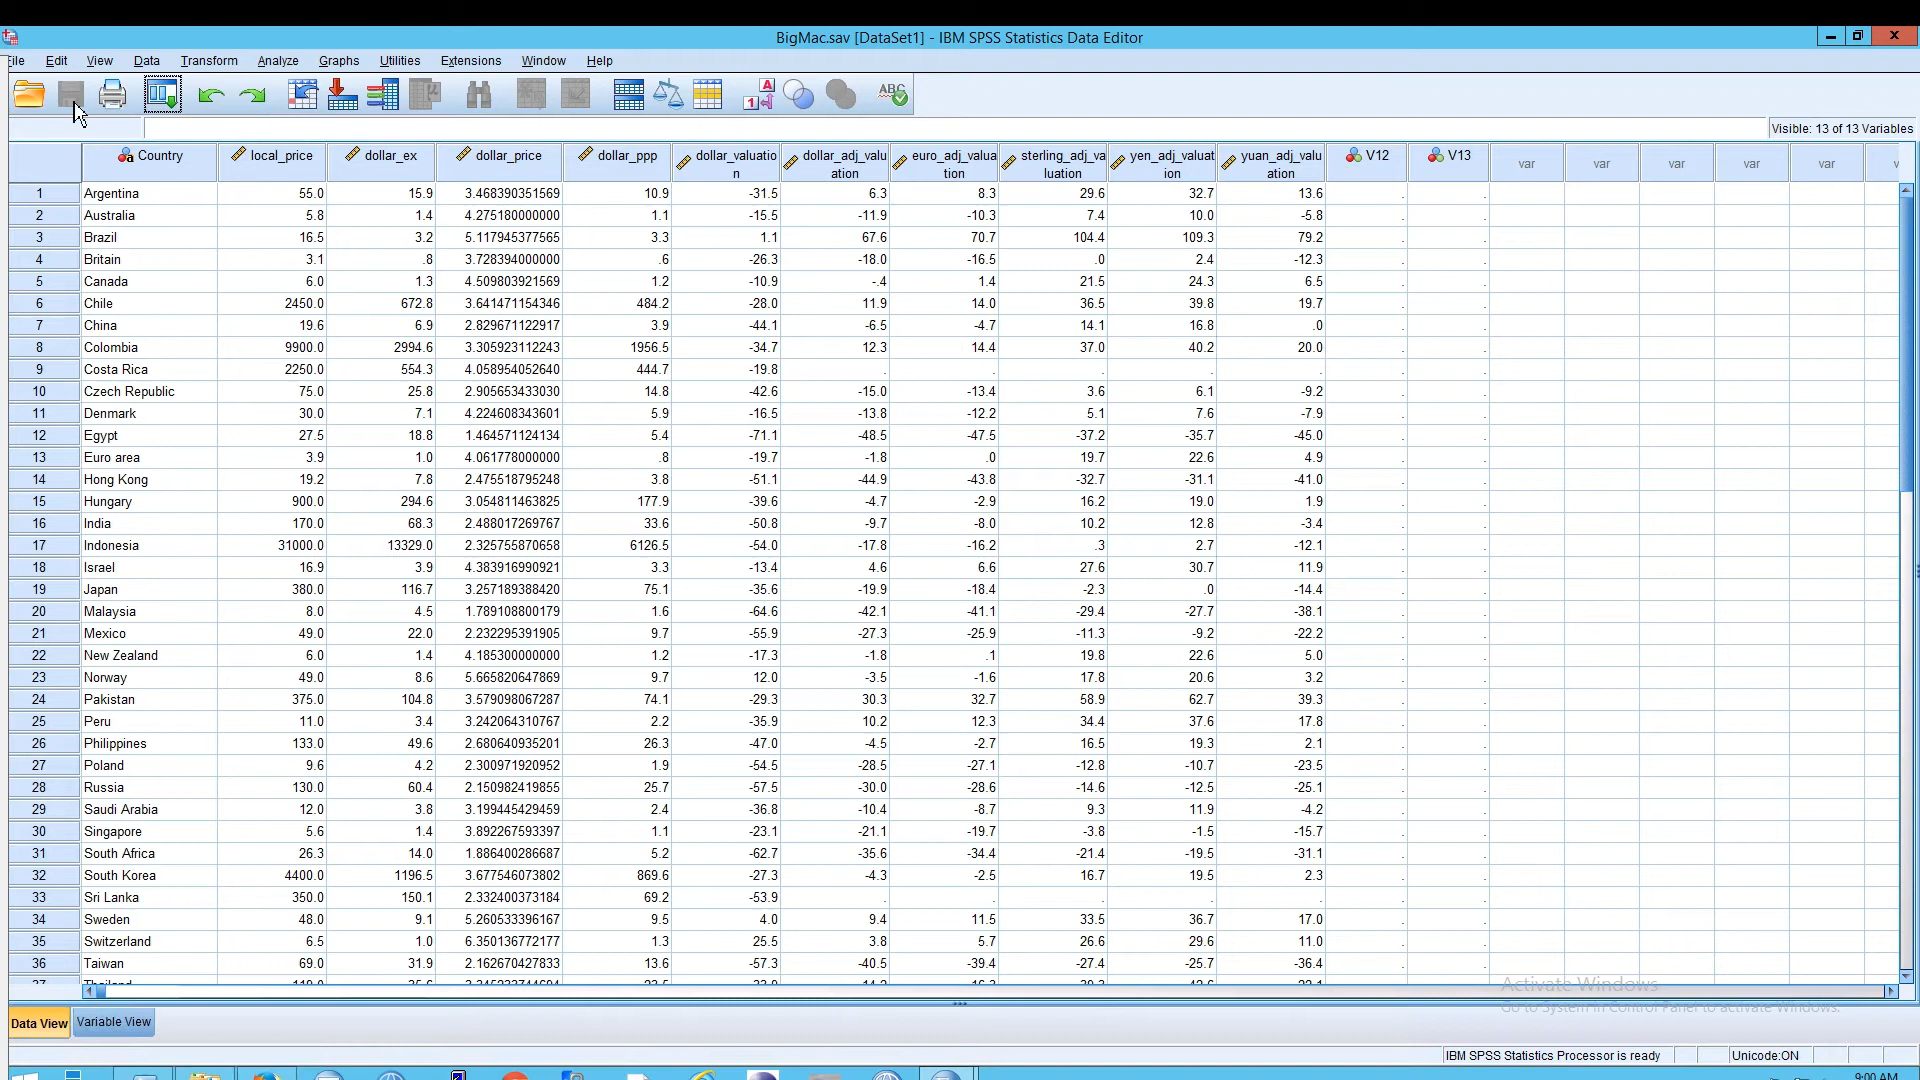 BigMac.sav [DataSet1] - IBM SPSS Statistics Data Editor
ile Edit View Data Transform Analyze Graphs Utilities Extensions Window Help
Visible: 13 of 13 Variables
Country local_price dollar_ex dollar_price dollar_ppp dollar_valuatio dollar_adj_valu euro_adj_valua sterling_adj_va yen_adj_valuat yuan_adj_valu V12 V13 var var var var var
n ation tion luation ion ation
1 Argentina 55.0 15.9 3.468390351569 10.9 -31.5 6.3 8.3 29.6 32.7 13.6 . .
2 Australia 5.8 1.4 4.275180000000 1.1 -15.5 -11.9 -10.3 7.4 10.0 -5.8 . .
3 Brazil 16.5 3.2 5.117945377565 3.3 1.1 67.6 70.7 104.4 109.3 79.2 . .
4 Britain 3.1 .8 3.728394000000 .6 -26.3 -18.0 -16.5 .0 2.4 -12.3 . .
5 Canada 6.0 1.3 4.509803921569 1.2 -10.9 -.4 1.4 21.5 24.3 6.5 . .
6 Chile 2450.0 672.8 3.641471154346 484.2 -28.0 11.9 14.0 36.5 39.8 19.7 . .
7 China 19.6 6.9 2.829671122917 3.9 -44.1 -6.5 -4.7 14.1 16.8 .0 . .
8 Colombia 9900.0 2994.6 3.305923112243 1956.5 -34.7 12.3 14.4 37.0 40.2 20.0 . .
9 Costa Rica 2250.0 554.3 4.058954052640 444.7 -19.8 . . . . . . .
10 Czech Republic 75.0 25.8 2.905653433030 14.8 -42.6 -15.0 -13.4 3.6 6.1 -9.2 . .
11 Denmark 30.0 7.1 4.224608343601 5.9 -16.5 -13.8 -12.2 5.1 7.6 -7.9 . .
12 Egypt 27.5 18.8 1.464571124134 5.4 -71.1 -48.5 -47.5 -37.2 -35.7 -45.0 . .
13 Euro area 3.9 1.0 4.061778000000 .8 -19.7 -1.8 .0 19.7 22.6 4.9 . .
14 Hong Kong 19.2 7.8 2.475518795248 3.8 -51.1 -44.9 -43.8 -32.7 -31.1 -41.0 . .
15 Hungary 900.0 294.6 3.054811463825 177.9 -39.6 -4.7 -2.9 16.2 19.0 1.9 . .
16 India 170.0 68.3 2.488017269767 33.6 -50.8 -9.7 -8.0 10.2 12.8 -3.4 . .
17 Indonesia 31000.0 13329.0 2.325755870658 6126.5 -54.0 -17.8 -16.2 .3 2.7 -12.1 . .
18 Israel 16.9 3.9 4.383916990921 3.3 -13.4 4.6 6.6 27.6 30.7 11.9 . .
19 Japan 380.0 116.7 3.257189388420 75.1 -35.6 -19.9 -18.4 -2.3 .0 -14.4 . .
20 Malaysia 8.0 4.5 1.789108800179 1.6 -64.6 -42.1 -41.1 -29.4 -27.7 -38.1 . .
21 Mexico 49.0 22.0 2.232295391905 9.7 -55.9 -27.3 -25.9 -11.3 -9.2 -22.2 . .
22 New Zealand 6.0 1.4 4.185300000000 1.2 -17.3 -1.8 .1 19.8 22.6 5.0 . .
23 Norway 49.0 8.6 5.665820647869 9.7 12.0 -3.5 -1.6 17.8 20.6 3.2 . .
24 Pakistan 375.0 104.8 3.579098067287 74.1 -29.3 30.3 32.7 58.9 62.7 39.3 . .
25 Peru 11.0 3.4 3.242064310767 2.2 -35.9 10.2 12.3 34.4 37.6 17.8 . .
26 Philippines 133.0 49.6 2.680640935201 26.3 -47.0 -4.5 -2.7 16.5 19.3 2.1 . .
27 Poland 9.6 4.2 2.300971920952 1.9 -54.5 -28.5 -27.1 -12.8 -10.7 -23.5 . .
28 Russia 130.0 60.4 2.150982419855 25.7 -57.5 -30.0 -28.6 -14.6 -12.5 -25.1 . .
29 Saudi Arabia 12.0 3.8 3.199445429459 2.4 -36.8 -10.4 -8.7 9.3 11.9 -4.2 . .
30 Singapore 5.6 1.4 3.892267593397 1.1 -23.1 -21.1 -19.7 -3.8 -1.5 -15.7 . .
31 South Africa 26.3 14.0 1.886400286687 5.2 -62.7 -35.6 -34.4 -21.4 -19.5 -31.1 . .
32 South Korea 4400.0 1196.5 3.677546073802 869.6 -27.3 -4.3 -2.5 16.7 19.5 2.3 . .
33 Sri Lanka 350.0 150.1 2.332400373184 69.2 -53.9 . . . . . . .
34 Sweden 48.0 9.1 5.260533396167 9.5 4.0 9.4 11.5 33.5 36.7 17.0 . .
35 Switzerland 6.5 1.0 6.350136772177 1.3 25.5 3.8 5.7 26.6 29.6 11.0 . .
36 Taiwan 69.0 31.9 2.162670427833 13.6 -57.3 -40.5 -39.4 -27.4 -25.7 -36.4 . .
Activate Windows
Go to System in Control Panel to activate Windows.
Data View Variable View
IBM SPSS Statistics Processor is ready Unicode:ON
9:00 AM